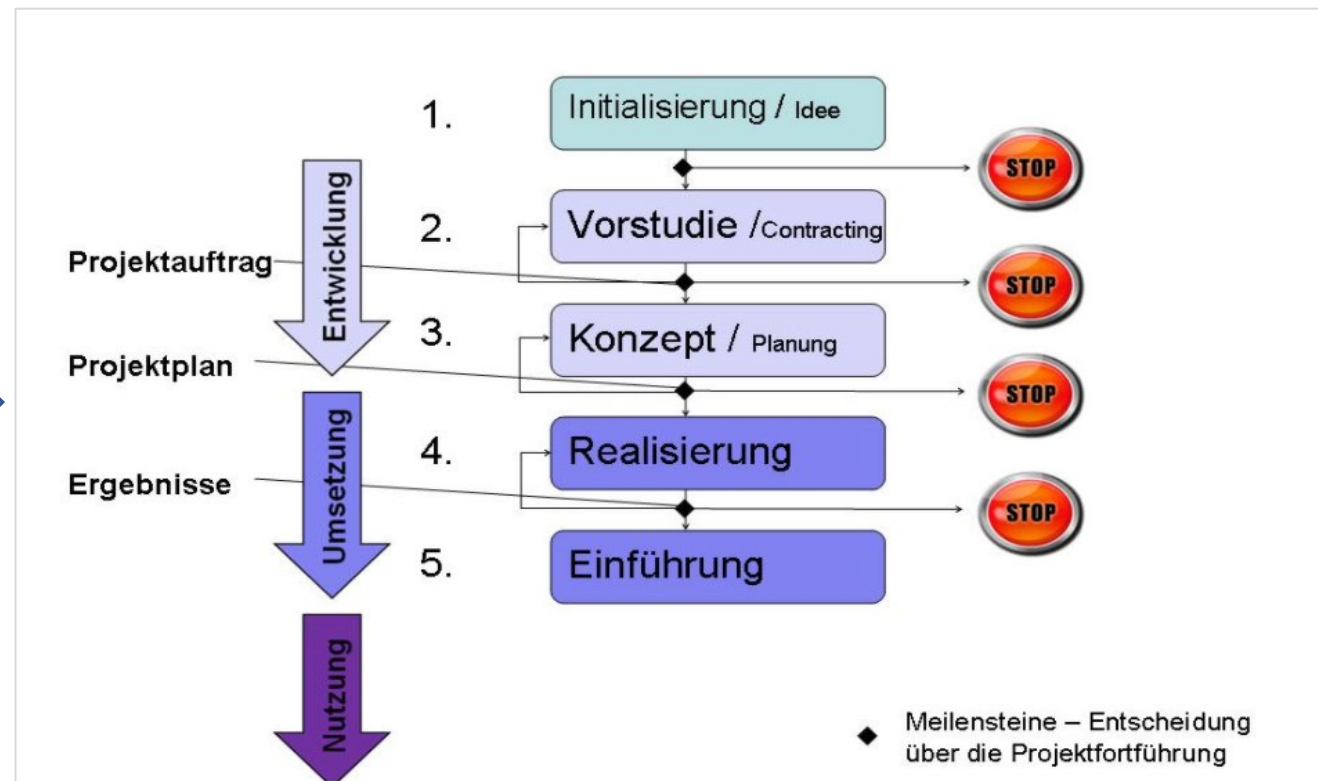 1.
Initialisierung / Idee
STOP
Entwicklung
2.
Vorstudie /Contracting
Projektauftrag
STOP
3.
Konzept / Planung
Projektplan
STOP
Umsetzung
4.
Realisierung
Ergebnisse
STOP
5.
Einführung
Nutzung
Meilensteine – Entscheidung
über die Projektfortführung